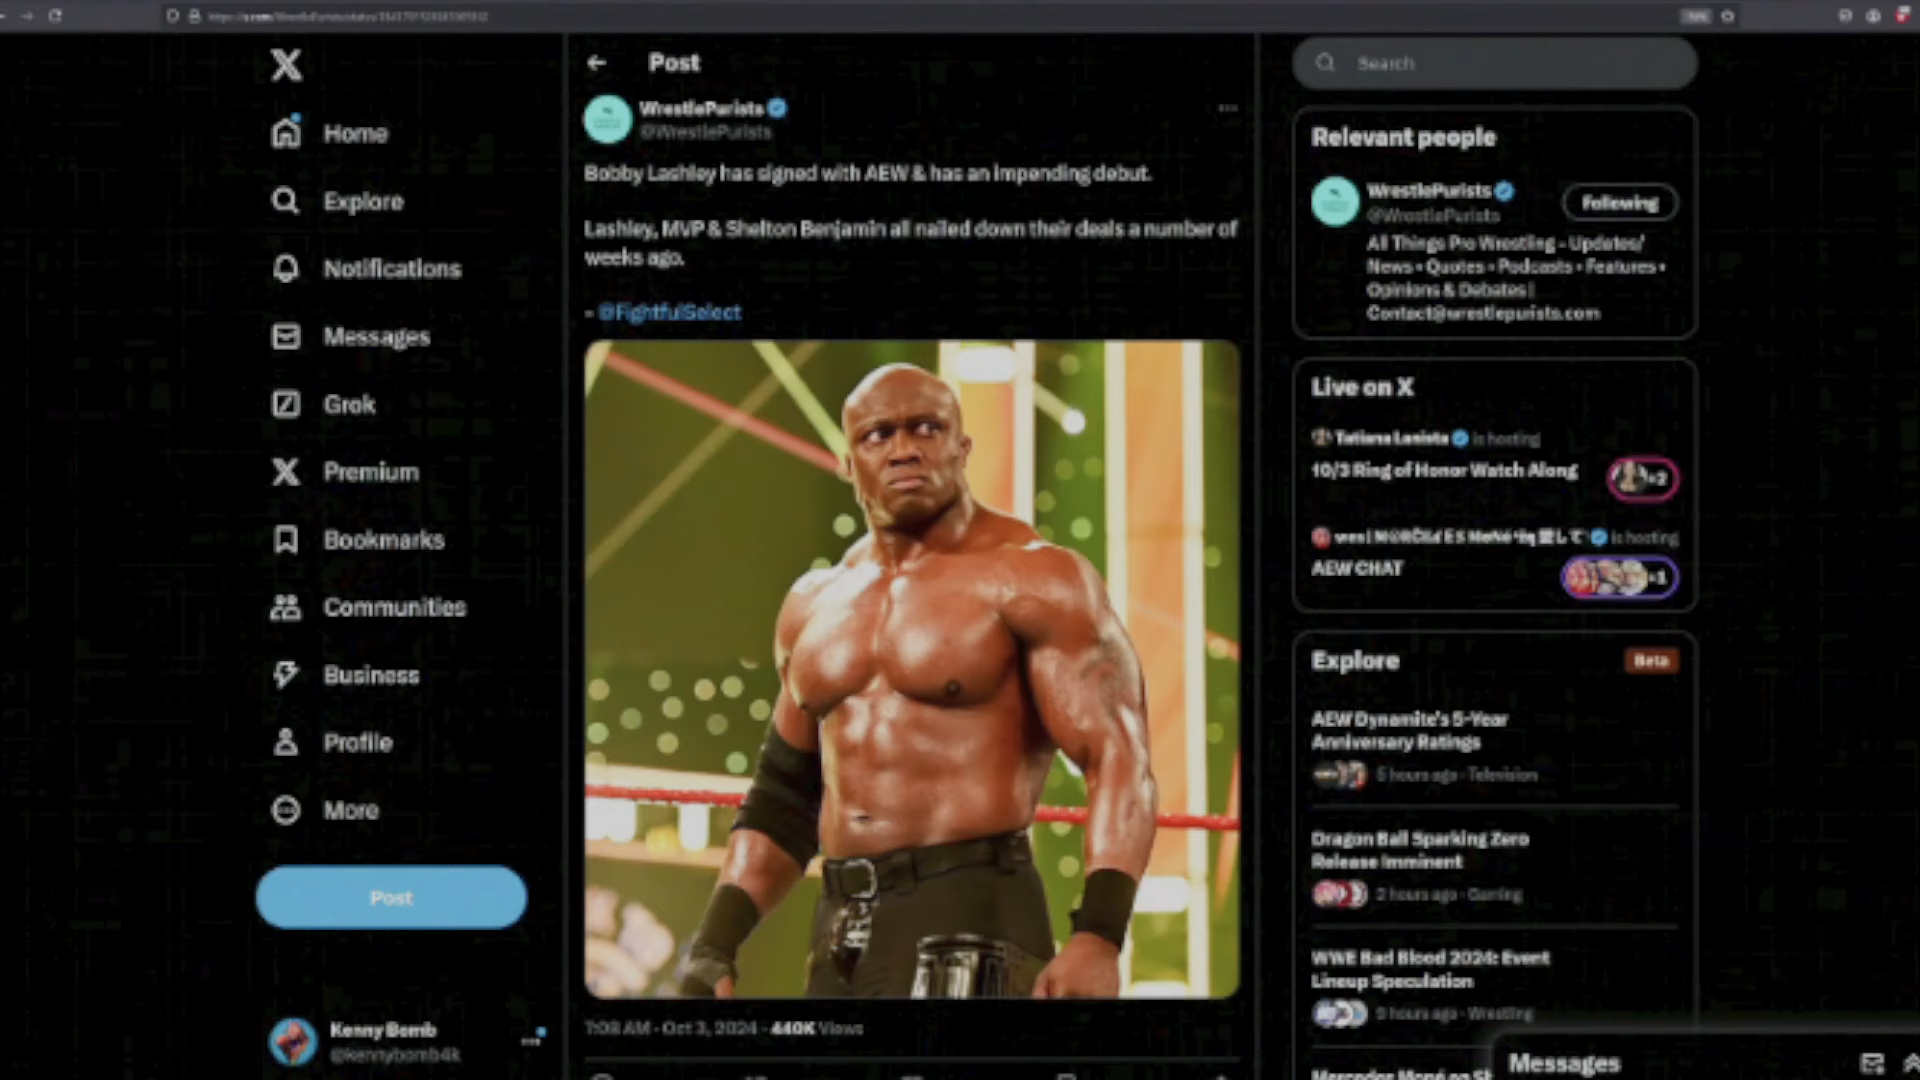 Post
Search
WrestlePurists
@WrestlePurists
Bobby Lashley has signed with AEW & has an impending debut.
Lashley, MVP & Shelton Benjamin all nailed down their deals a number of
weeks ago.
- @FightfulSelect
7:08 AM · Oct 3, 2024 · 440K Views
Home
Explore
Notifications
Messages
Grok
Premium
Bookmarks
Communities
Business
Profile
More
Post
Kenny Bomb
@kennybomb4k
Relevant people
WrestlePurists
@WrestlePurists
Following
All Things Pro Wrestling - Updates/
News • Quotes • Podcasts • Features •
Opinions & Debates |
Contact@wrestlepurists.com
Live on X
Tatiana is hosting
10/3 Ring of Honor Watch Along
+2
is hosting
AEW CHAT
+1
Explore
Beta
AEW Dynamite's 5-Year
Anniversary Ratings
5 hours ago · Television
Dragon Ball Sparking Zero
Release Imminent
2 hours ago · Gaming
WWE Bad Blood 2024: Event
Lineup Speculation
9 hours ago · Wrestling
Mercedes Moné on
Messages